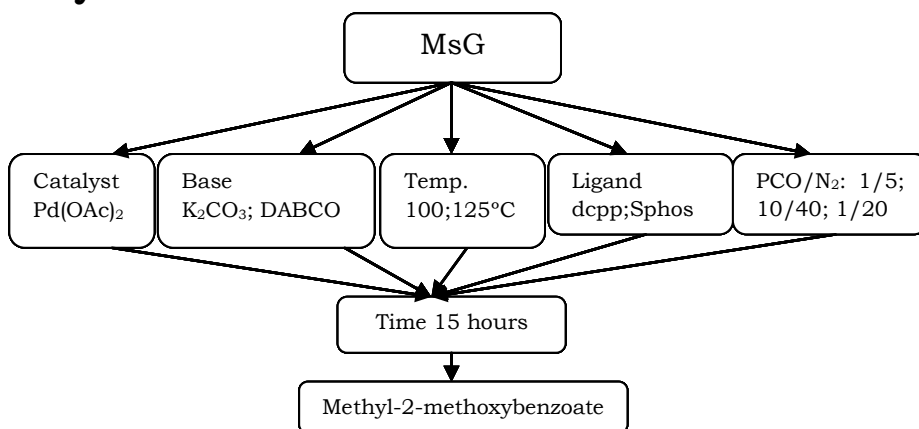 MsG
Catalyst
Pd(OAc)₂
Base
K₂CO₃; DABCO
Temp.
100;125ºC
Ligand
dcpp;Sphos
PCO/N₂: 1/5;
10/40; 1/20
Time 15 hours
Methyl-2-methoxybenzoate